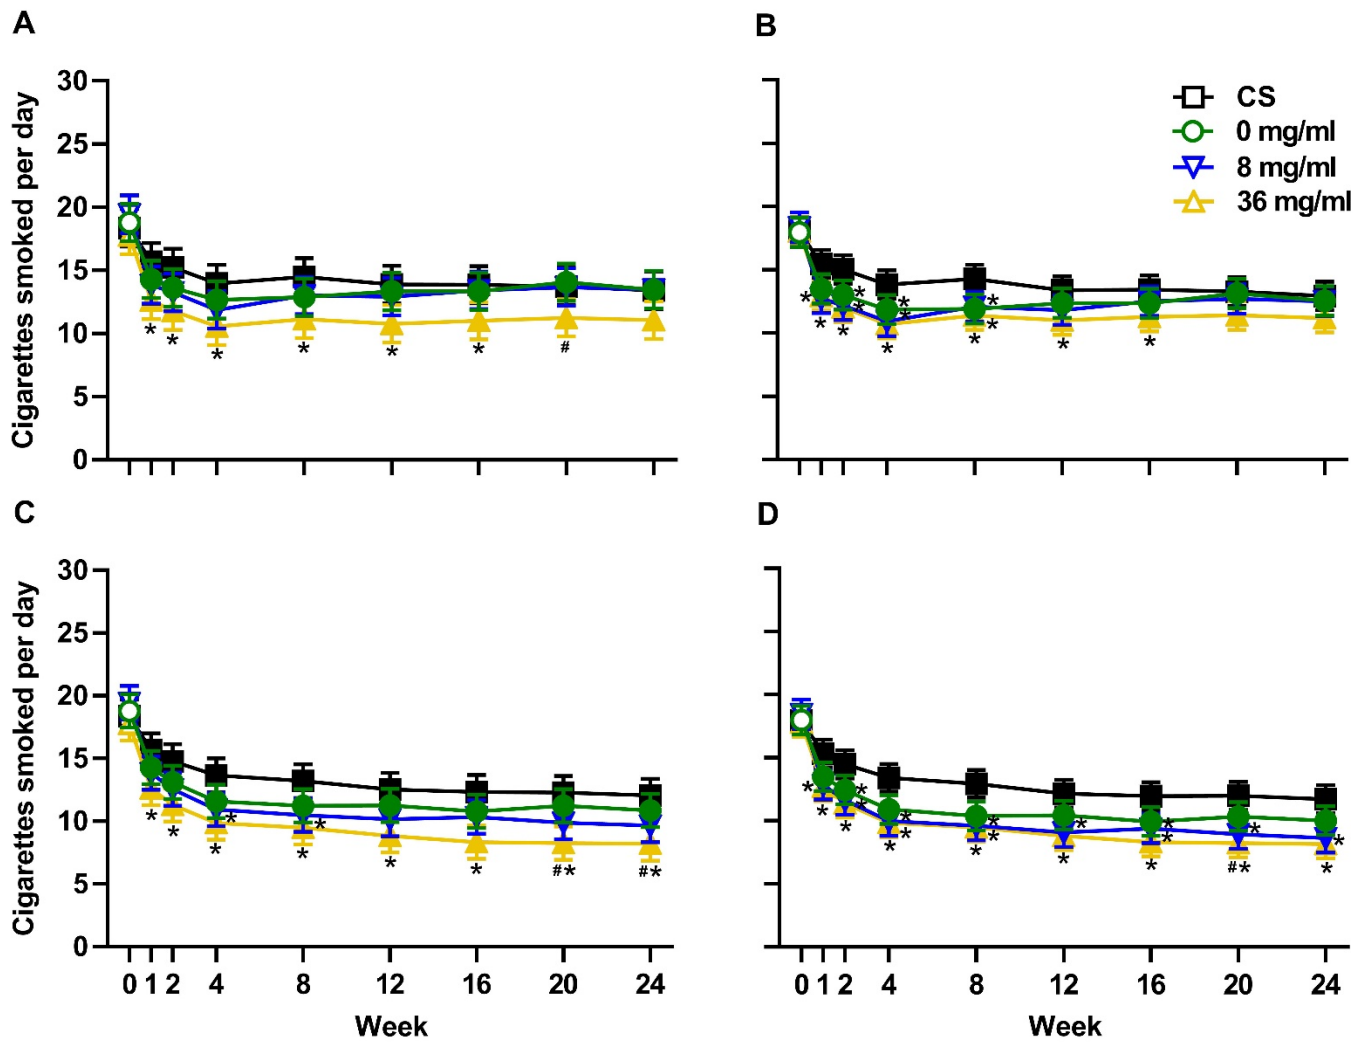 A
B
Cigarettes smoked per day
30
25
20
15
10
5
0
* * * * * * * #
CS
0 mg/ml
8 mg/ml
36 mg/ml
* * * * * * *
* * * * *
* *
C
D
Cigarettes smoked per day
30
25
20
15
10
5
0
* * * * * * #* #*
* *
* * * * * * * #* *
* * * * * * * * * * * *
0 1 2 4 8 12 16 20 24
Week
0 1 2 4 8 12 16 20 24
Week